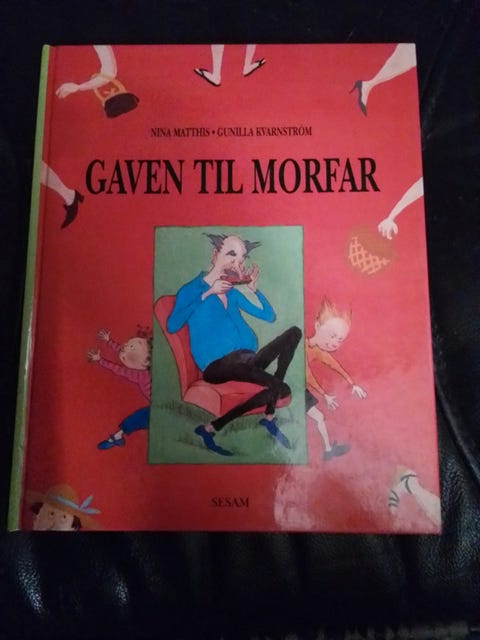 NINA MATTHIS • GUNILLA KVARNSTRÖM
GAVEN TIL MORFAR
SESAM